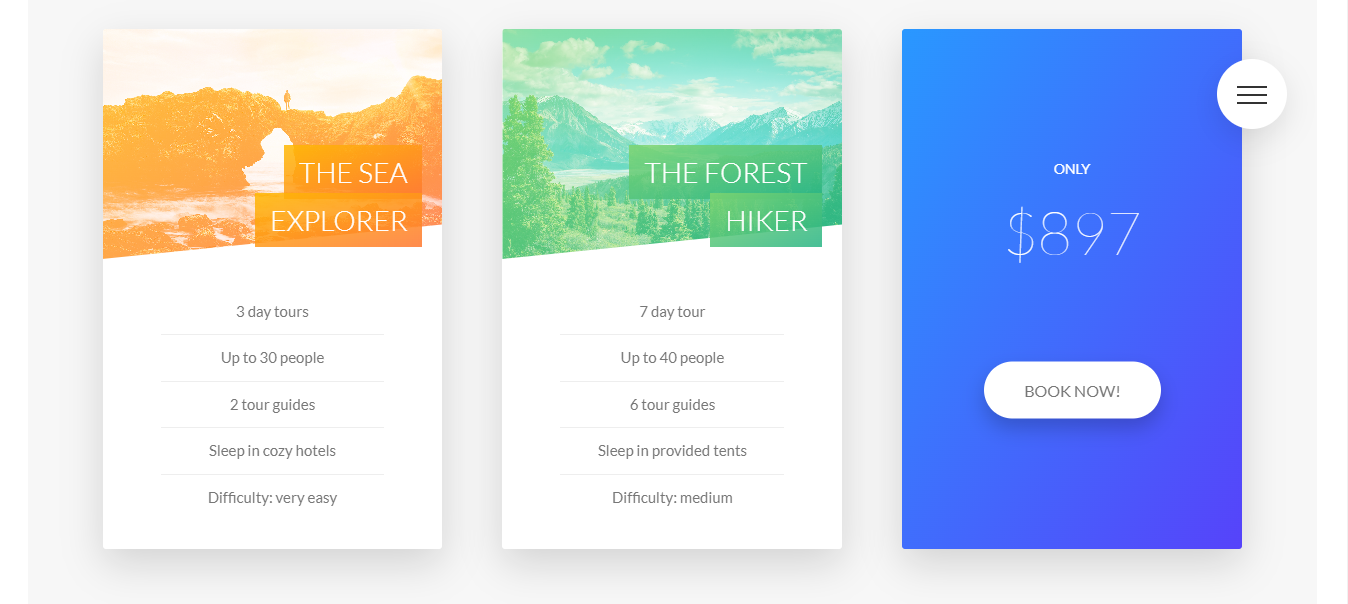 THE SEA
EXPLORER
3 day tours
Up to 30 people
2 tour guides
Sleep in cozy hotels
Difficulty: very easy
THE FOREST
HIKER
7 day tour
Up to 40 people
6 tour guides
Sleep in provided tents
Difficulty: medium
ONLY
$897
BOOK NOW!